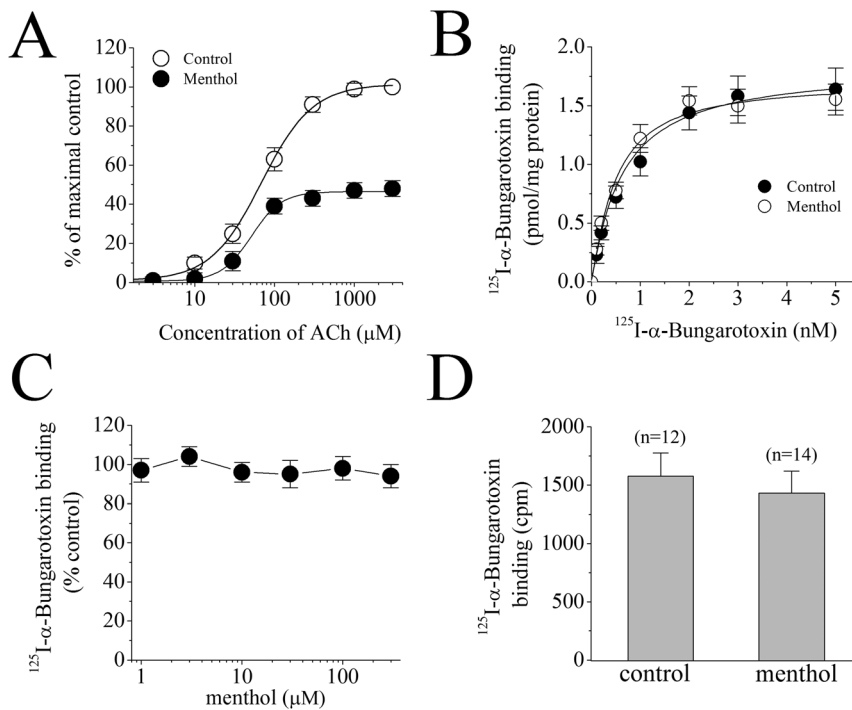 A
Control
Menthol
% of maximal control
120
100
80
60
40
20
0
10
100
1000
Concentration of ACh (μM)
B
¹²⁵I-α-Bungarotoxin binding
(pmol/mg protein)
2.0
1.5
1.0
0.5
0.0
Control
Menthol
0 1 2 3 4 5
¹²⁵I-α-Bungarotoxin (nM)
C
¹²⁵I-α-Bungarotoxin binding
(% control)
120
100
80
60
40
20
0
1 10 100
menthol (μM)
D
¹²⁵I-α-Bungarotoxin
binding (cpm)
2000
1500
1000
500
0
(n=12)
(n=14)
control menthol